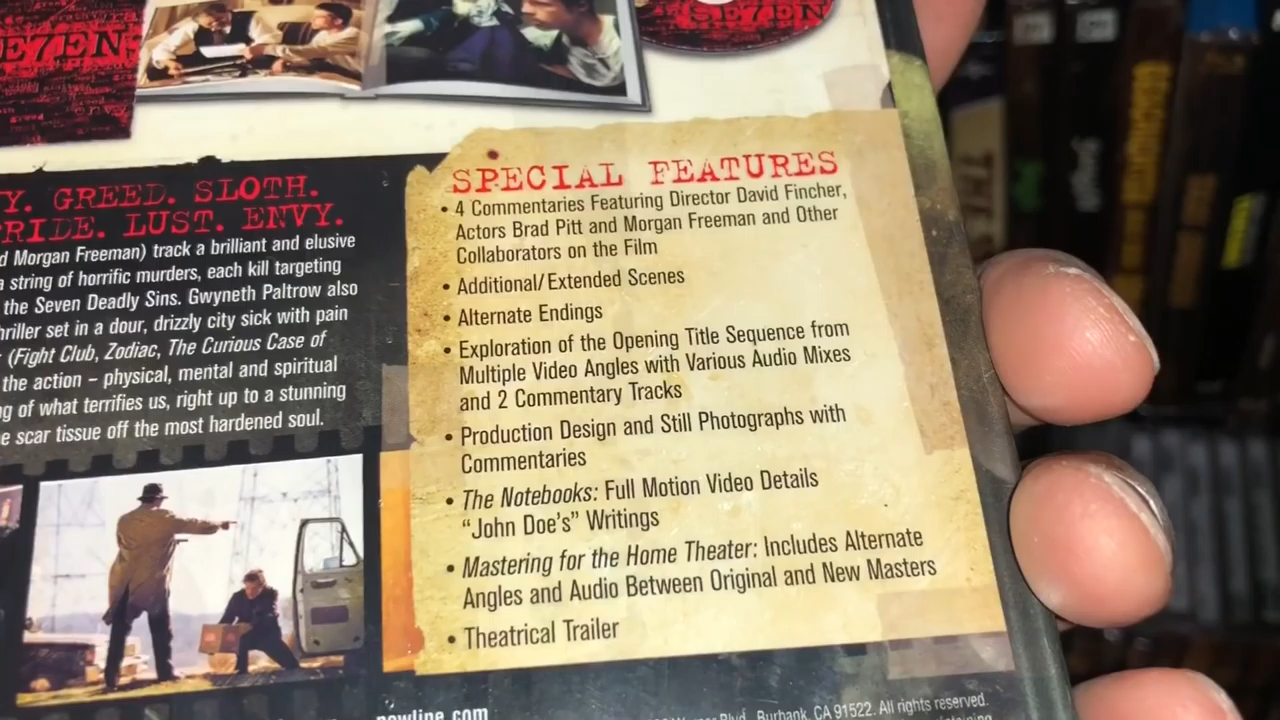 SE7EN
SE7EN
GREED. SLOTH.
LUST. ENVY.
Morgan Freeman) track a brilliant and elusive
string of horrific murders, each kill targeting
the Seven Deadly Sins. Gwyneth Paltrow also
set in a dour, drizzly city sick with pain
(Fight Club, Zodiac, The Curious Case of
the action – physical, mental and spiritual
of what terrifies us, right up to a stunning
scar tissue off the most hardened soul.
SPECIAL FEATURES
• 4 Commentaries Featuring Director David Fincher,
Actors Brad Pitt and Morgan Freeman and Other
Collaborators on the Film
• Additional/Extended Scenes
• Alternate Endings
• Exploration of the Opening Title Sequence from
Multiple Video Angles with Various Audio Mixes
and 2 Commentary Tracks
• Production Design and Still Photographs with
Commentaries
• The Notebooks: Full Motion Video Details
“John Doe’s” Writings
• Mastering for the Home Theater: Includes Alternate
Angles and Audio Between Original and New Masters
• Theatrical Trailer
newline.com
Blvd., Burbank, CA 91522. All rights reserved.